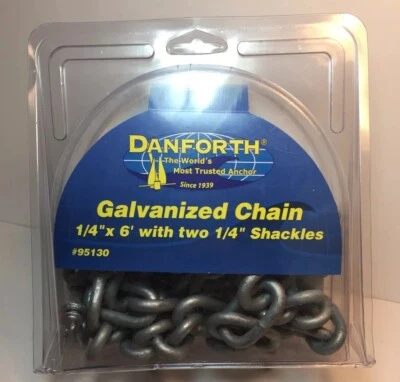 DANFORTH®
The World's
Most Trusted Anchor
Since 1939
Galvanized Chain
1/4" x 6' with two 1/4" Shackles
#95130